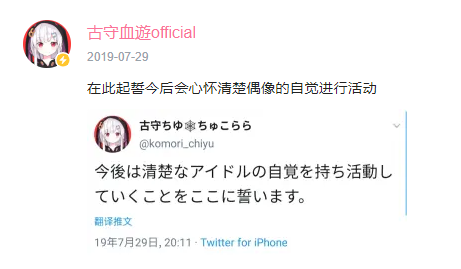 古守血遊official
2019-07-29
在此起誓今后会心怀清楚偶像的自觉进行活动
古守ちゆ🕸ちゅこらら
@komori_chiyu
今後は清楚なアイドルの自覚を持ち活動し
ていくことをここに誓います。
翻译推文
19年7月29日, 20:11 · Twitter for iPhone